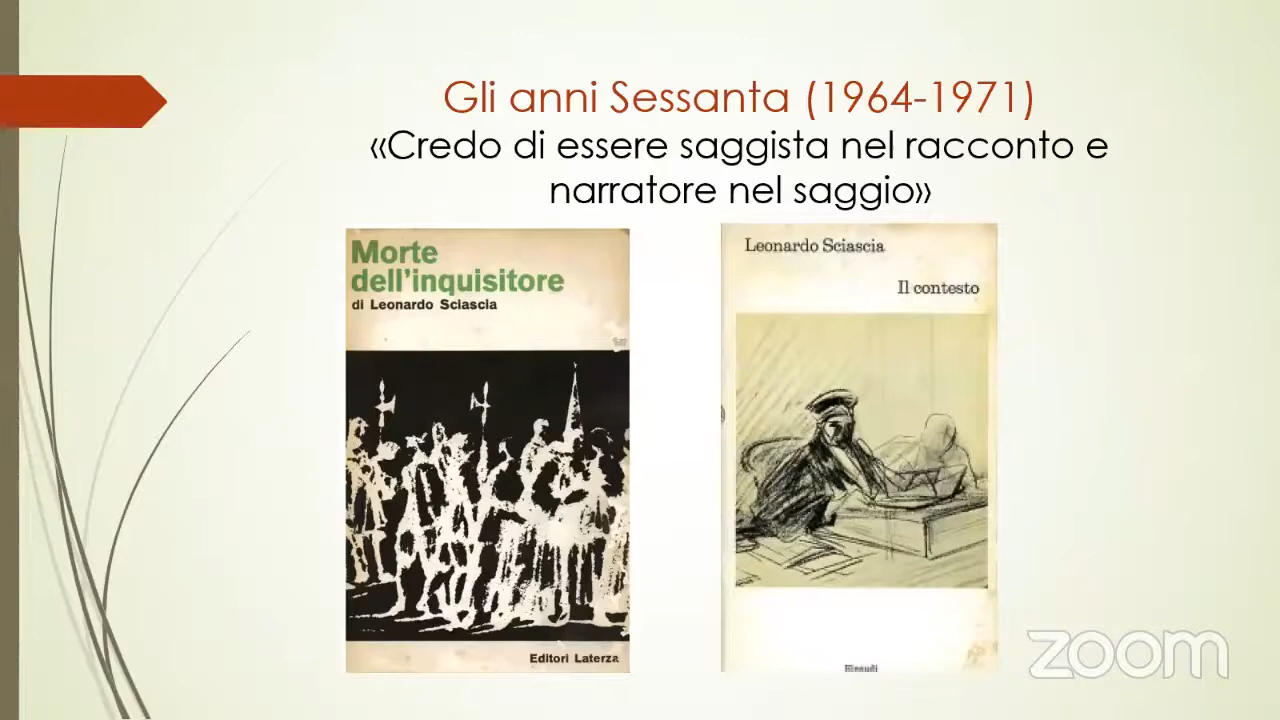 Gli anni Sessanta (1964-1971)
«Credo di essere saggista nel racconto e
narratore nel saggio»
Morte
dell'inquisitore
di Leonardo Sciascia
Editori Laterza
Leonardo Sciascia
Il contesto
Einaudi
zoom